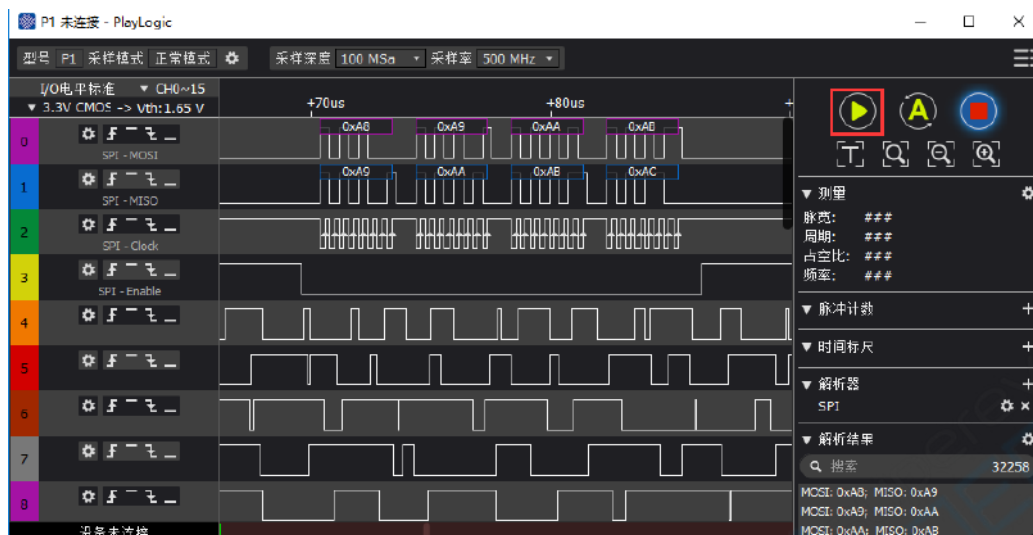 P1 未连接 - PlayLogic
型号 P1 采样模式 正常模式 采样深度 100 MSa 采样率 500 MHz
I/O电平标准 CH0~15
3.3V CMOS -> Vth:1.65 V
+70us +80us +
0
SPI - MOSI
0xA8 0xA9 0xAA 0xAB
1
SPI - MISO
0xA9 0xAA 0xAB 0xAC
2
SPI - Clock
3
SPI - Enable
4
5
6
7
8
设备未连接
A
T
测量
脉宽: ###
周期: ###
占空比: ###
频率: ###
脉冲计数 +
时间标尺 +
解析器 +
SPI ×
解析结果
搜索 32258
MOSI: 0xA8; MISO: 0xA9
MOSI: 0xA9; MISO: 0xAA
MOSI: 0xAA; MISO: 0xAB